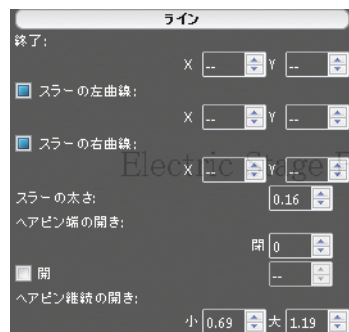 ライン
終了:
X -- Y --
スラーの左曲線:
X -- Y --
スラーの右曲線:
X -- Y --
Electric Stage
スラーの太さ: 0.16
ヘアピン端の開き:
閉 0
開 --
ヘアピン継続の開き:
小 0.69 大 1.19